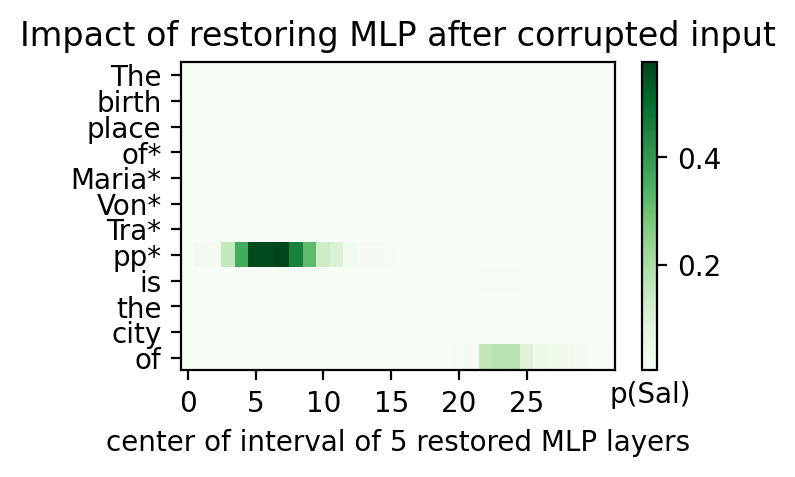 Impact of restoring MLP after corrupted input
The
birth
place
of*
Maria*
Von*
Tra*
pp*
is
the
city
of
0 5 10 15 20 25
center of interval of 5 restored MLP layers
0.4
0.2
p(Sal)